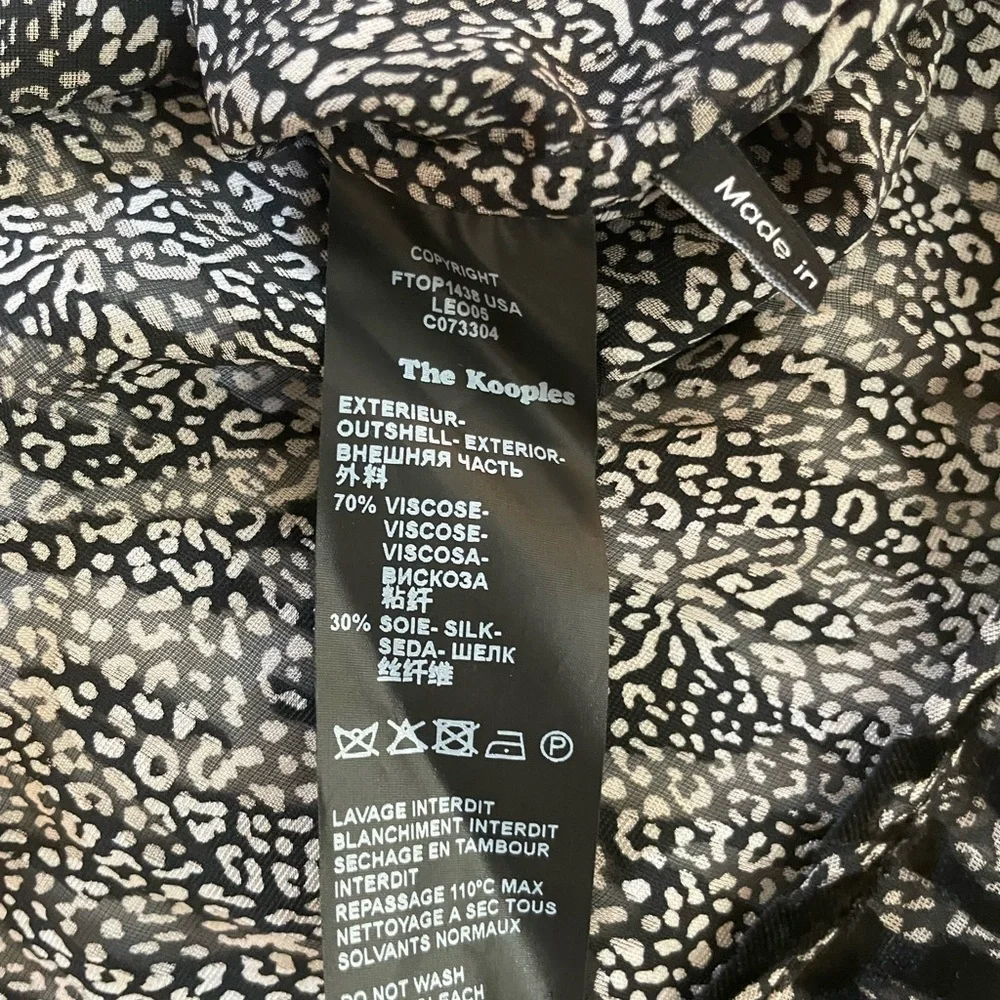 COPYRIGHT
FTOP1438 USA
LEO05
C073304
The Kooples
EXTERIEUR-
OUTSHELL- EXTERIOR-
ВНЕШНЯЯ ЧАСТЬ
外料
70% VISCOSE-
VISCOSE-
VISCOSA-
ВИСКОЗА
粘纤
30% SOIE- SILK-
SEDA- ШЕЛК
丝纤维
P
LAVAGE INTERDIT
BLANCHIMENT INTERDIT
SECHAGE EN TAMBOUR
INTERDIT
REPASSAGE 110°C MAX
NETTOYAGE A SEC TOUS
SOLVANTS NORMAUX
DO NOT WASH
BLEACH
Made in